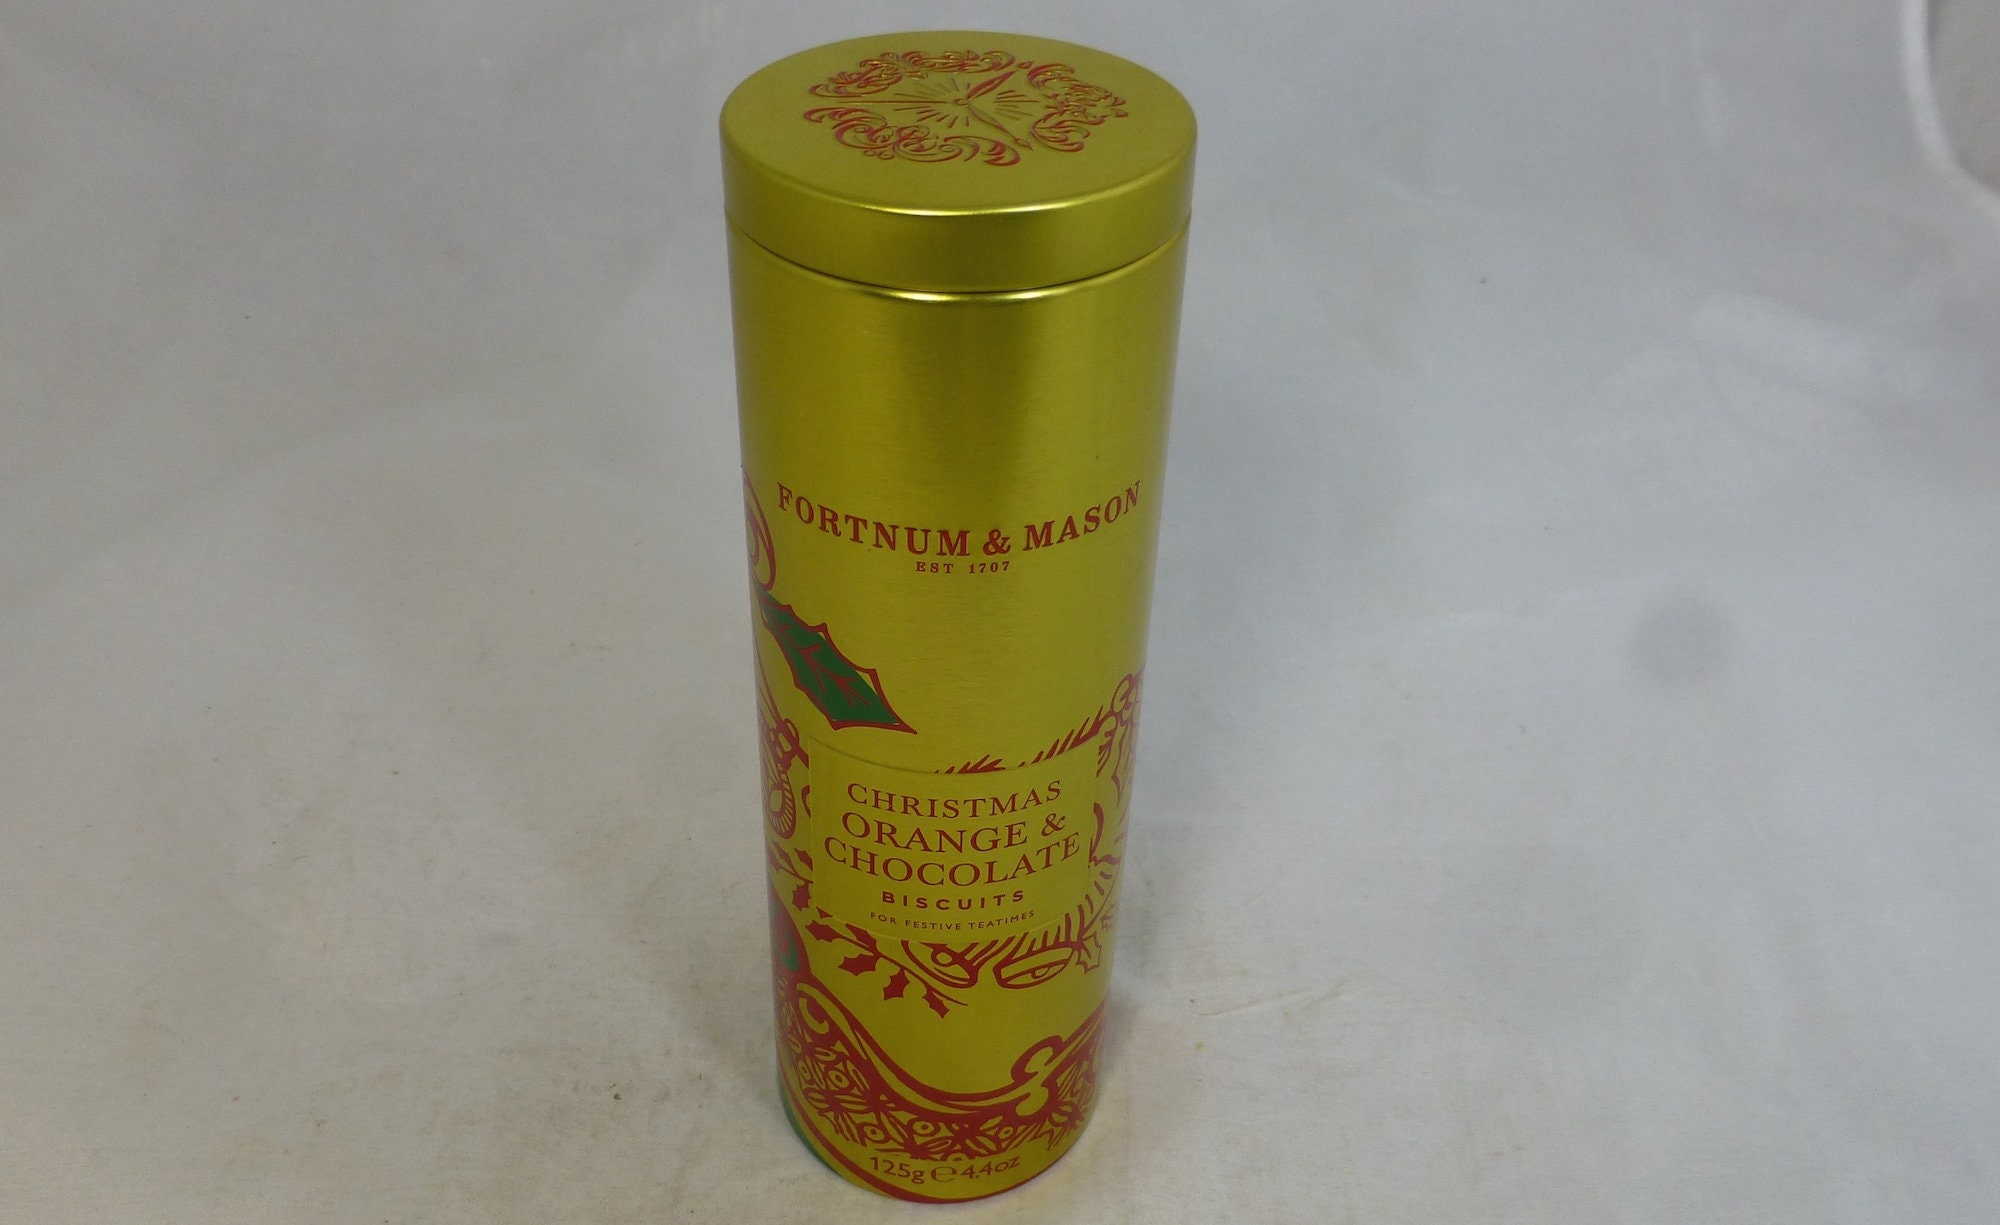 FORTNUM & MASON
EST 1707
CHRISTMAS
ORANGE &
CHOCOLATE
BISCUITS
FOR FESTIVE TEATIMES
125g ℮ 4.4oz